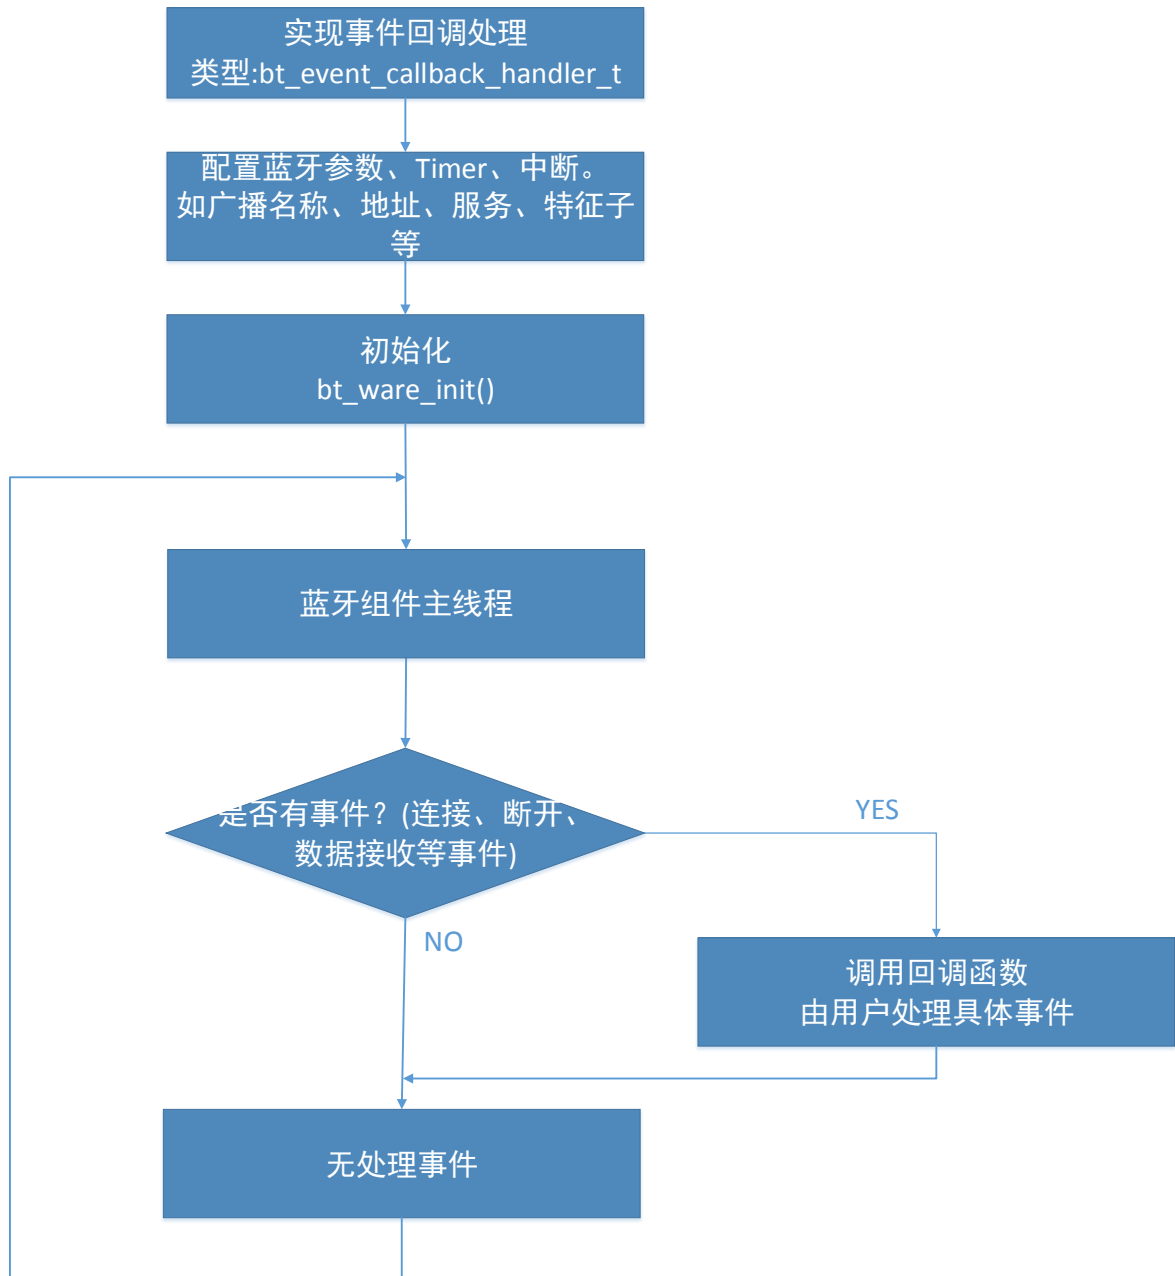 实现事件回调处理
类型:bt_event_callback_handler_t
配置蓝牙参数、Timer、中断。
如广播名称、地址、服务、特征子
等
初始化
bt_ware_init()
蓝牙组件主线程
是否有事件？(连接、断开、
数据接收等事件)
YES
NO
调用回调函数
由用户处理具体事件
无处理事件